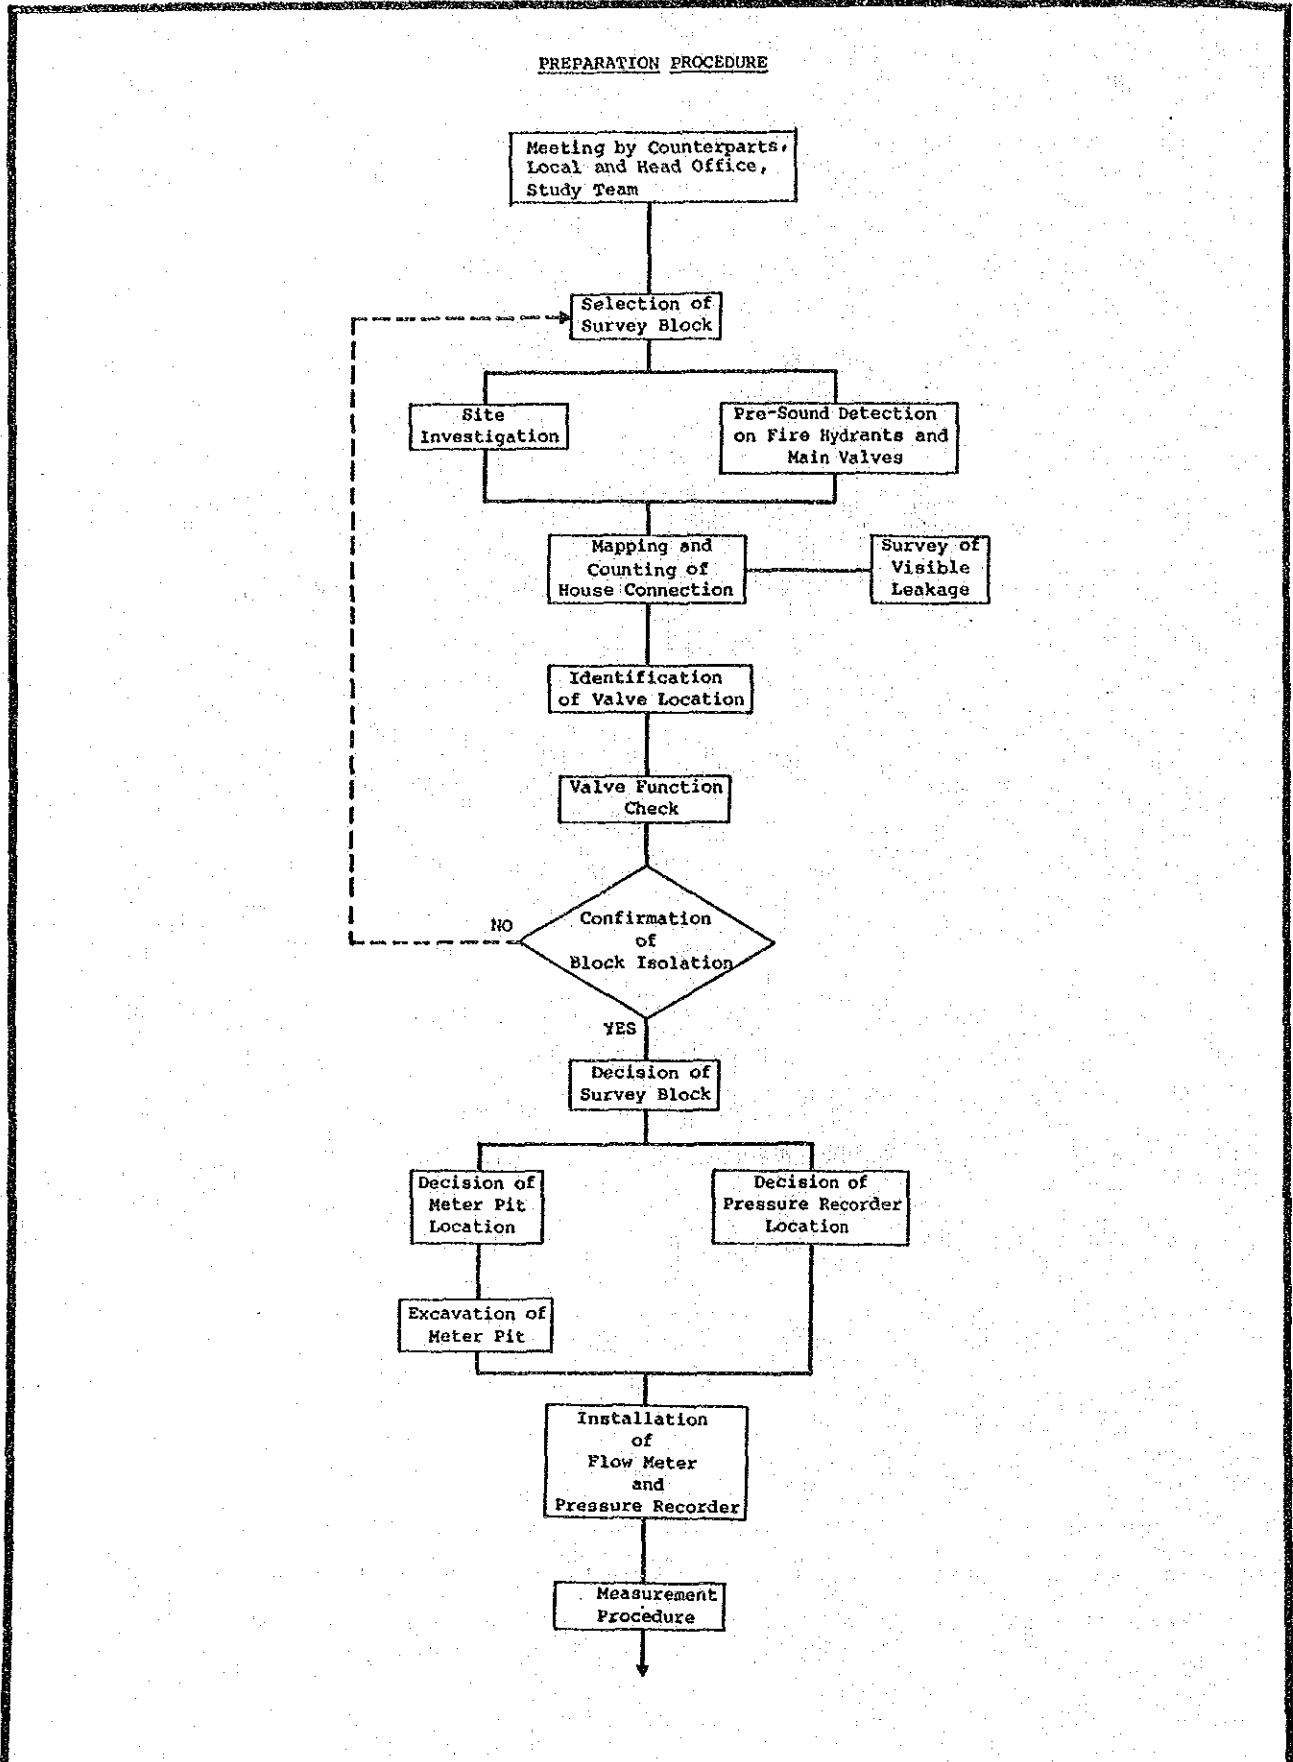 PREPARATION PROCEDURE
Meeting by Counterparts,
Local and Head Office,
Study Team
Selection of
Survey Block
Site
Investigation
Pre-Sound Detection
on Fire Hydrants and
Main Valves
Mapping and
Counting of
House Connection
Survey of
Visible
Leakage
Identification
of Valve Location
Valve Function
Check
NO
Confirmation
of
Block Isolation
YES
Decision of
Survey Block
Decision of
Meter Pit
Location
Decision of
Pressure Recorder
Location
Excavation of
Meter Pit
Installation
of
Flow Meter
and
Pressure Recorder
Measurement
Procedure